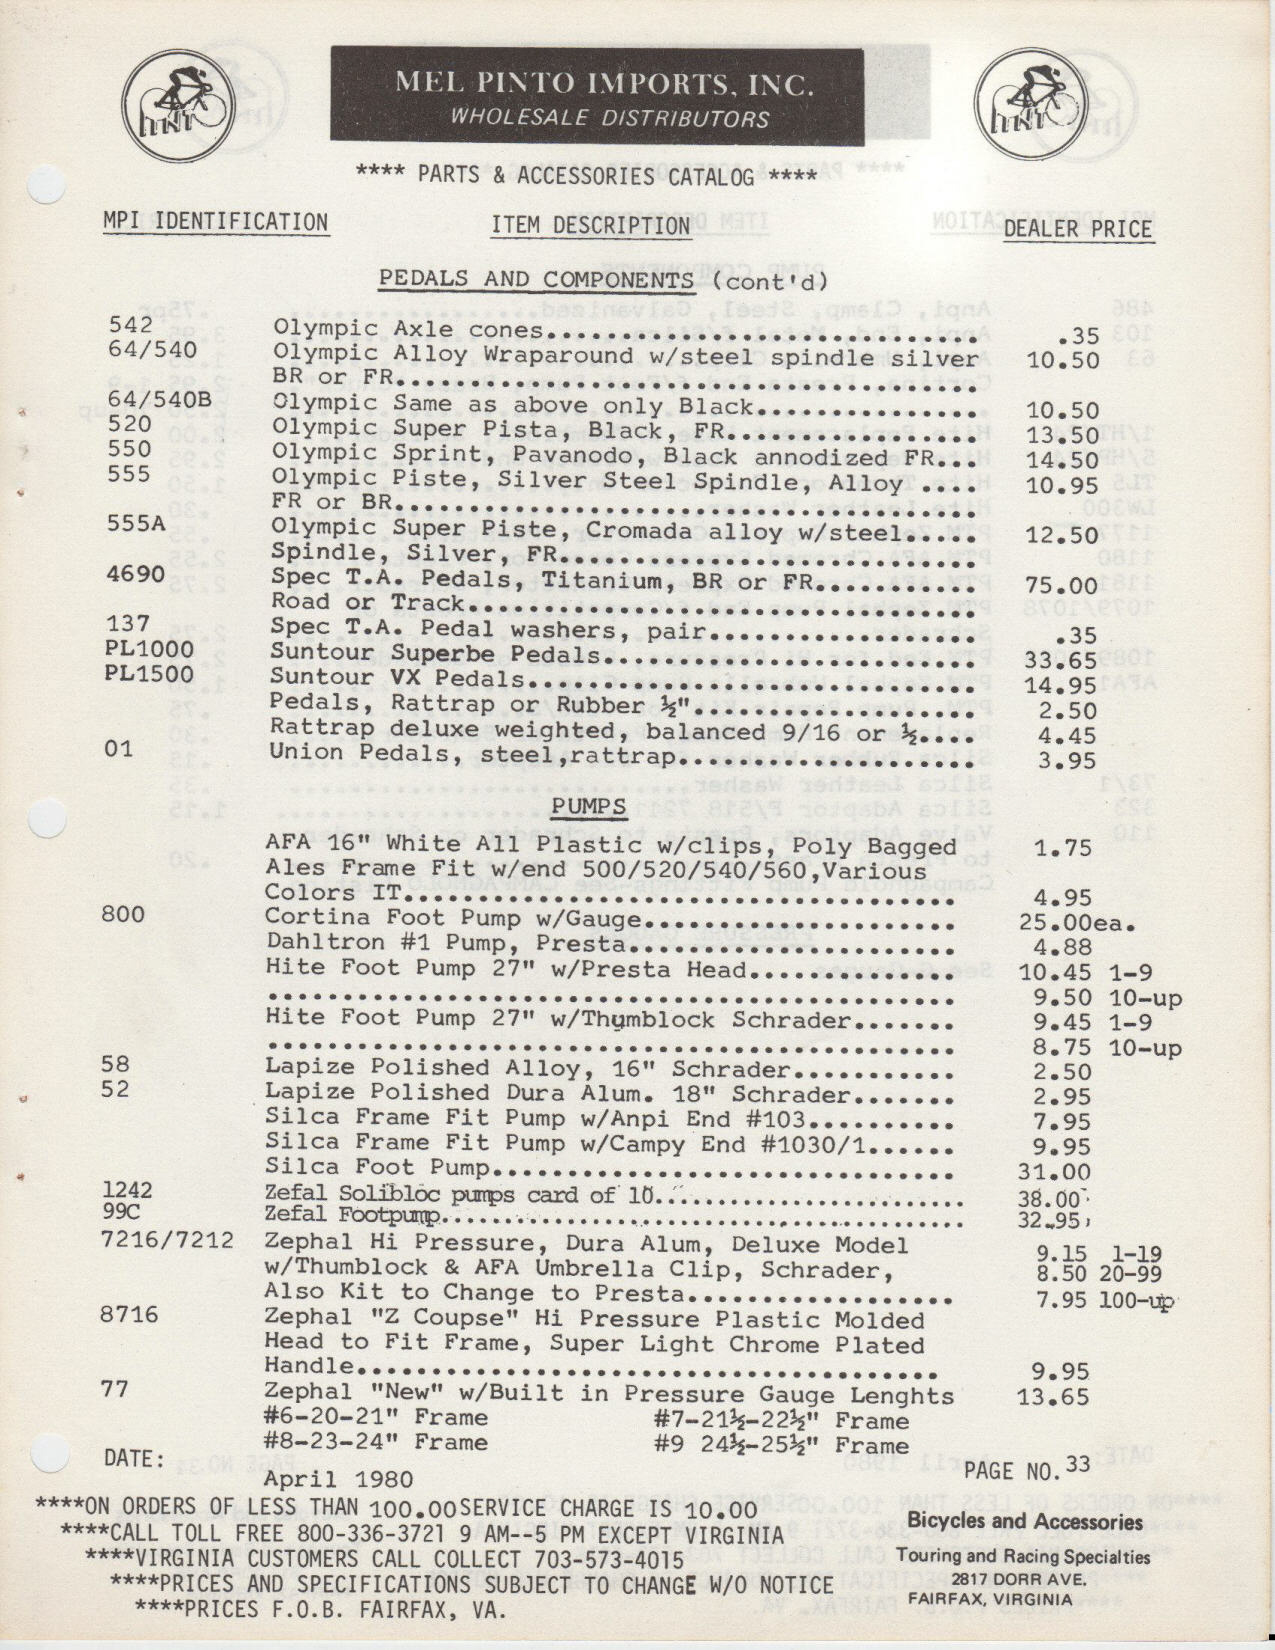 MEL PINTO IMPORTS, INC.
WHOLESALE DISTRIBUTORS
**** PARTS & ACCESSORIES CATALOG ****
MPI IDENTIFICATION ITEM DESCRIPTION DEALER PRICE
PEDALS AND COMPONENTS (cont'd)
542 Olympic Axle cones............................. .35
64/540 Olympic Alloy Wraparound w/steel spindle silver 10.50
BR or FR.......................................
64/540B Olympic Same as above only Black............... 10.50
520 Olympic Super Pista, Black, FR................. 13.50
550 Olympic Sprint, Pavanodo, Black annodized FR... 14.50
555 Olympic Piste, Silver Steel Spindle, Alloy .... 10.95
FR or BR.......................................
555A Olympic Super Piste, Cromada alloy w/steel..... 12.50
Spindle, Silver, FR............................
4690 Spec T.A. Pedals, Titanium, BR or FR........... 75.00
Road or Track..................................
137 Spec T.A. Pedal washers, pair.................. .35
PL1000 Suntour Superbe Pedals......................... 33.65
PL1500 Suntour VX Pedals.............................. 14.95
Pedals, Rattrap or Rubber ½"................... 2.50
Rattrap deluxe weighted, balanced 9/16 or ½.... 4.45
01 Union Pedals, steel,rattrap.................... 3.95
PUMPS
AFA 16" White All Plastic w/clips, Poly Bagged 1.75
Ales Frame Fit w/end 500/520/540/560,Various
Colors IT..................................... 4.95
800 Cortina Foot Pump w/Gauge..................... 25.00ea.
Dahltron #1 Pump, Presta...................... 4.88
Hite Foot Pump 27" w/Presta Head.............. 10.45 1-9
.............................................. 9.50 10-up
Hite Foot Pump 27" w/Thymblock Schrader....... 9.45 1-9
.............................................. 8.75 10-up
58 Lapize Polished Alloy, 16" Schrader........... 2.50
52 Lapize Polished Dura Alum. 18" Schrader....... 2.95
Silca Frame Fit Pump w/Anpi End #103.......... 7.95
Silca Frame Fit Pump w/Campy End #1030/1...... 9.95
Silca Foot Pump............................... 31.00
1242 Zefal Solibloc pumps card of 10............................ 38.00
99C Zefal Footpump............................................. 32.95
7216/7212 Zephal Hi Pressure, Dura Alum, Deluxe Model 9.15 1-19
w/Thumblock & AFA Umbrella Clip, Schrader, 8.50 20-99
Also Kit to Change to Presta.................. 7.95 100-up
8716 Zephal "Z Coupse" Hi Pressure Plastic Molded
Head to Fit Frame, Super Light Chrome Plated
Handle....................................... 9.95
77 Zephal "New" w/Built in Pressure Gauge Lenghts 13.65
#6-20-21" Frame #7-21½-22½" Frame
#8-23-24" Frame #9 24½-25½" Frame
DATE: April 1980 PAGE NO. 33
****ON ORDERS OF LESS THAN 100.00SERVICE CHARGE IS 10.00
****CALL TOLL FREE 800-336-3721 9 AM--5 PM EXCEPT VIRGINIA
****VIRGINIA CUSTOMERS CALL COLLECT 703-573-4015
****PRICES AND SPECIFICATIONS SUBJECT TO CHANGE W/O NOTICE
****PRICES F.O.B. FAIRFAX, VA.
Bicycles and Accessories
Touring and Racing Specialties
2817 DORR AVE.
FAIRFAX, VIRGINIA